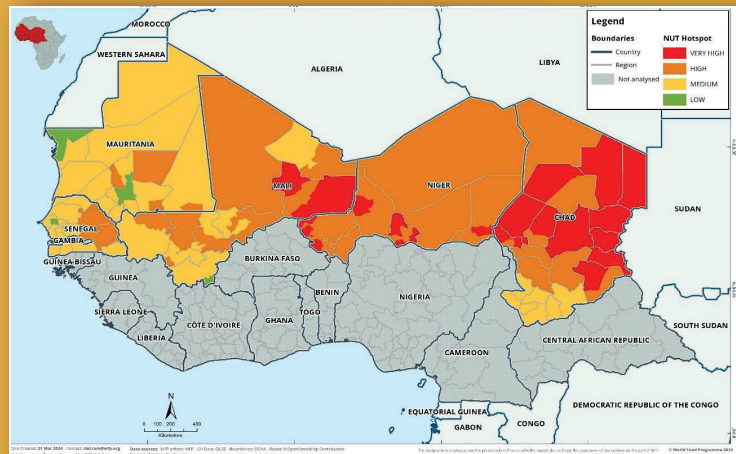 MOROCCO
WESTERN SAHARA
ALGERIA
LIBYA
Legend
Boundaries
NUT Hotspot
Country
Region
Not analysed
VERY HIGH
HIGH
MEDIUM
LOW
MAURITANIA
MALI
NIGER
CHAD
SUDAN
SENEGAL
GAMBIA
GUINEA-BISSAU
GUINEA
BURKINA FASO
BENIN
TOGO
GHANA
CÔTE D'IVOIRE
SIERRA LEONE
LIBERIA
NIGERIA
CAMEROON
CENTRAL AFRICAN REPUBLIC
SOUTH SUDAN
EQUATORIAL GUINEA
GABON
CONGO
DEMOCRATIC REPUBLIC OF THE CONGO
N
0 100 200 400
Kilometres
Date Created: 21 Mar 2024
© World Food Programme 2024